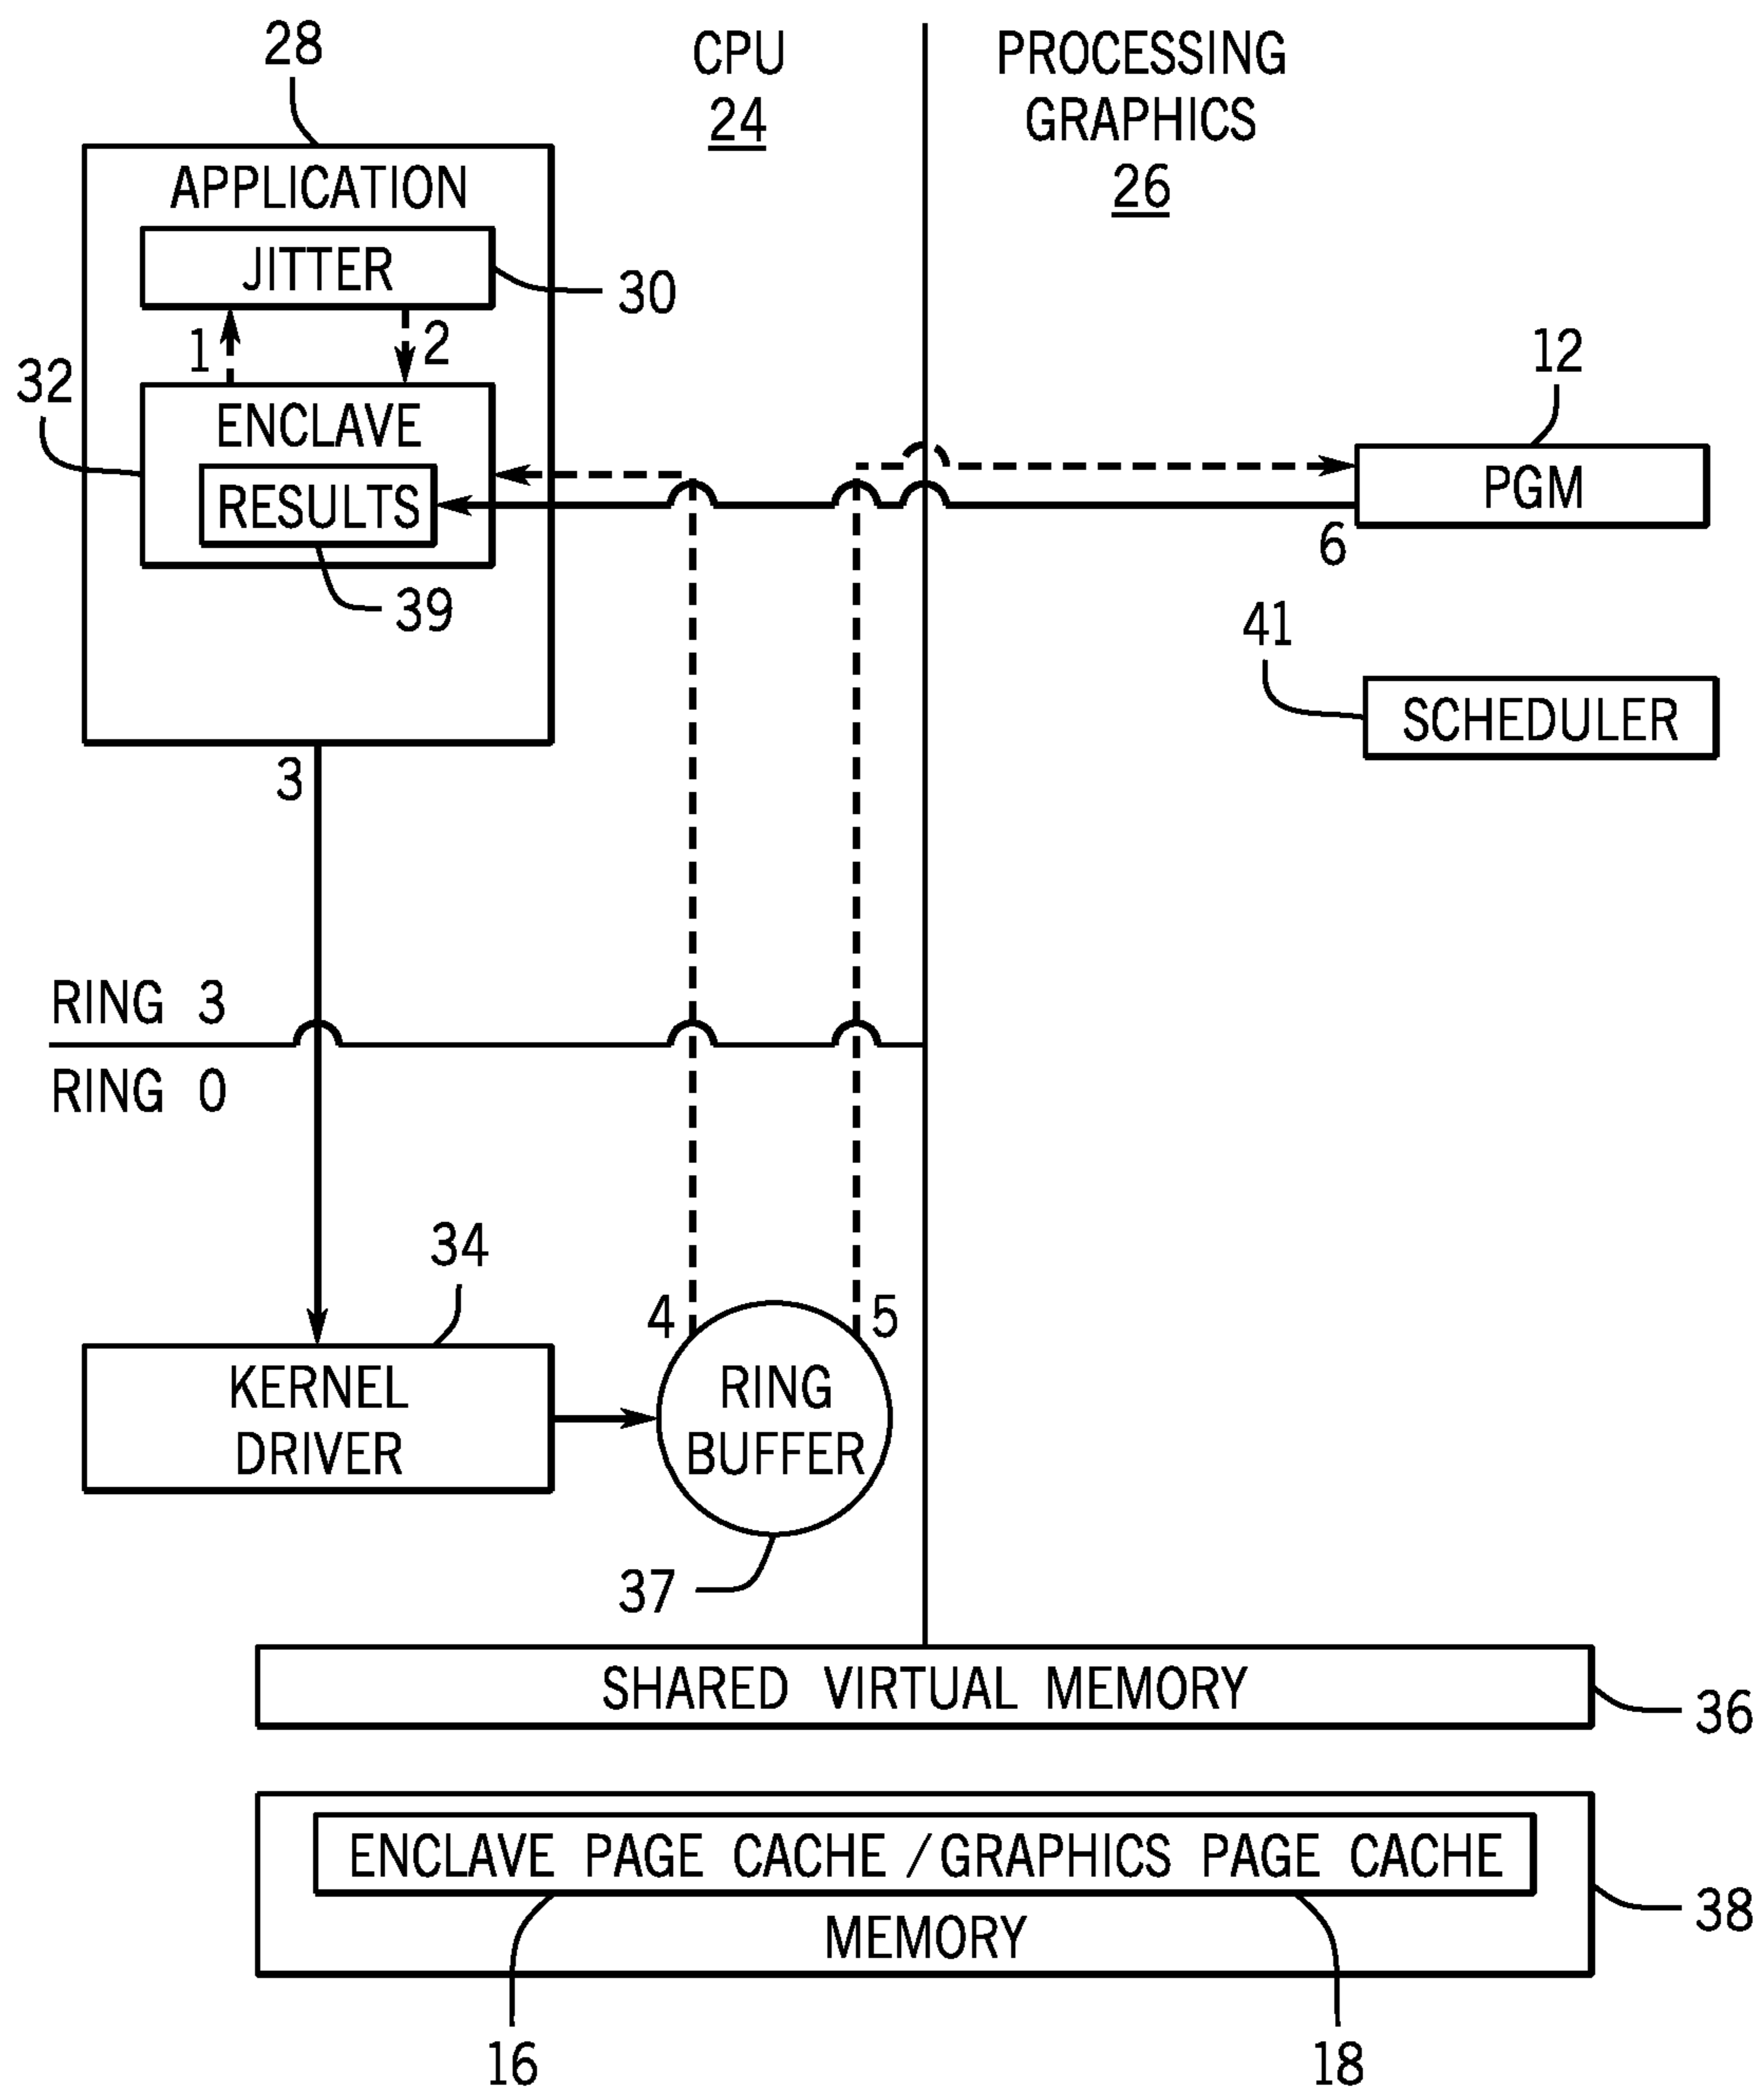 28
CPU
24
PROCESSING
GRAPHICS
26
APPLICATION
JITTER
30
1
2
32
ENCLAVE
RESULTS
39
12
PGM
6
41
SCHEDULER
3
RING 3
RING 0
34
4
5
KERNEL
DRIVER
RING
BUFFER
37
SHARED VIRTUAL MEMORY
36
ENCLAVE PAGE CACHE / GRAPHICS PAGE CACHE
38
MEMORY
16
18